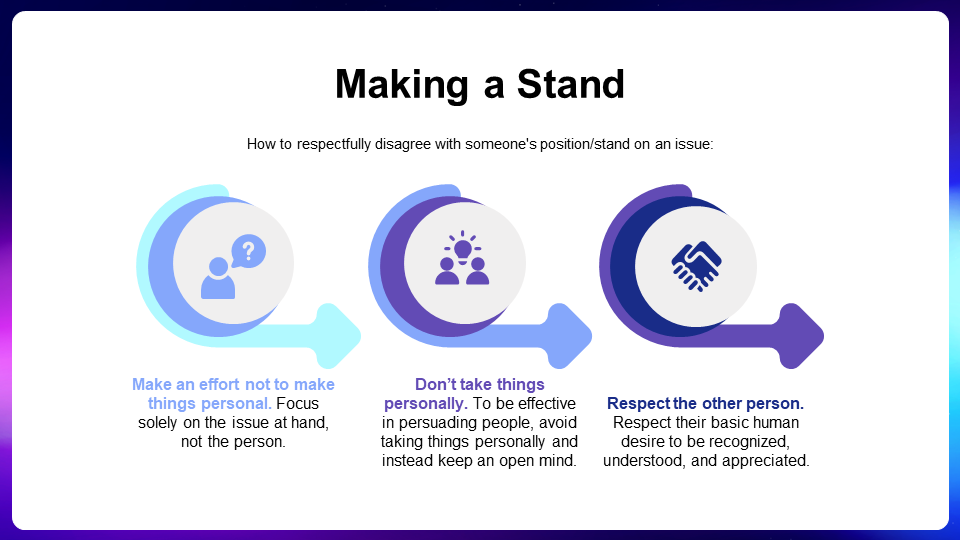 Making a Stand
How to respectfully disagree with someone's position/stand on an issue:
?
Make an effort not to make
things personal. Focus
solely on the issue at hand,
not the person.
Don’t take things
personally. To be effective
in persuading people, avoid
taking things personally and
instead keep an open mind.
Respect the other person.
Respect their basic human
desire to be recognized,
understood, and appreciated.